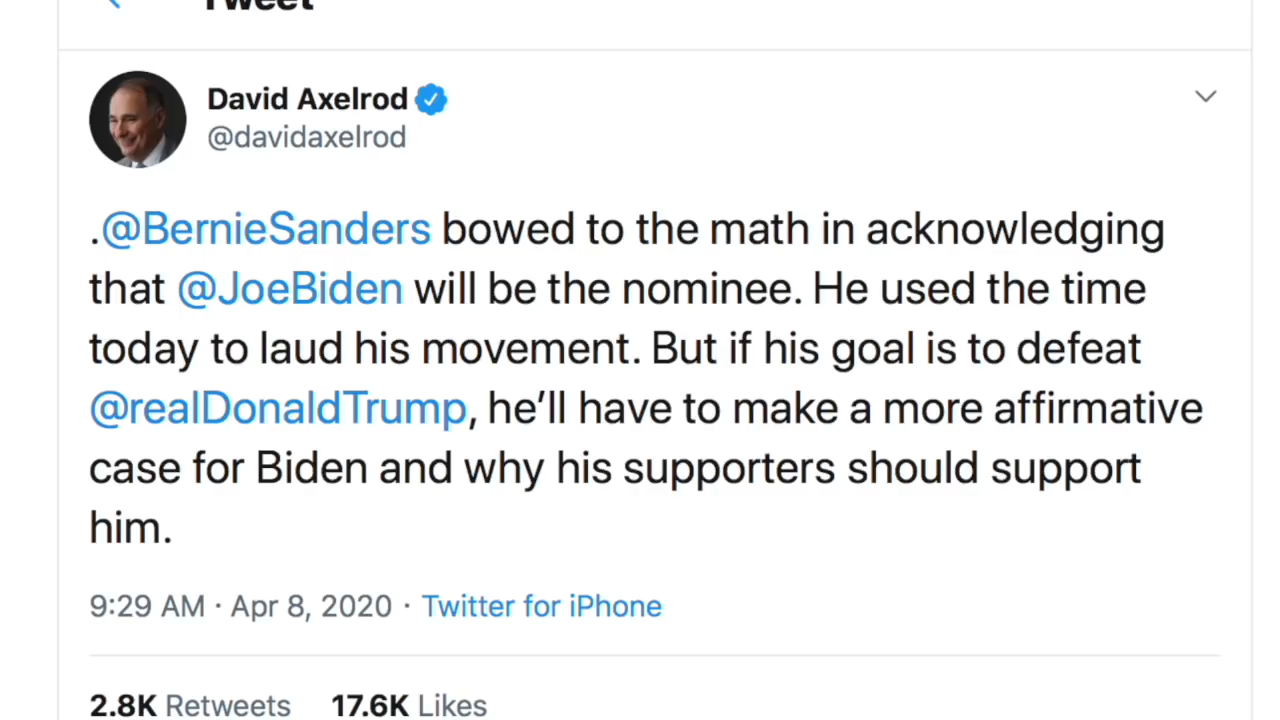 Tweet
David Axelrod
@davidaxelrod
.@BernieSanders bowed to the math in acknowledging
that @JoeBiden will be the nominee. He used the time
today to laud his movement. But if his goal is to defeat
@realDonaldTrump, he’ll have to make a more affirmative
case for Biden and why his supporters should support
him.
9:29 AM · Apr 8, 2020 · Twitter for iPhone
2.8K Retweets 17.6K Likes